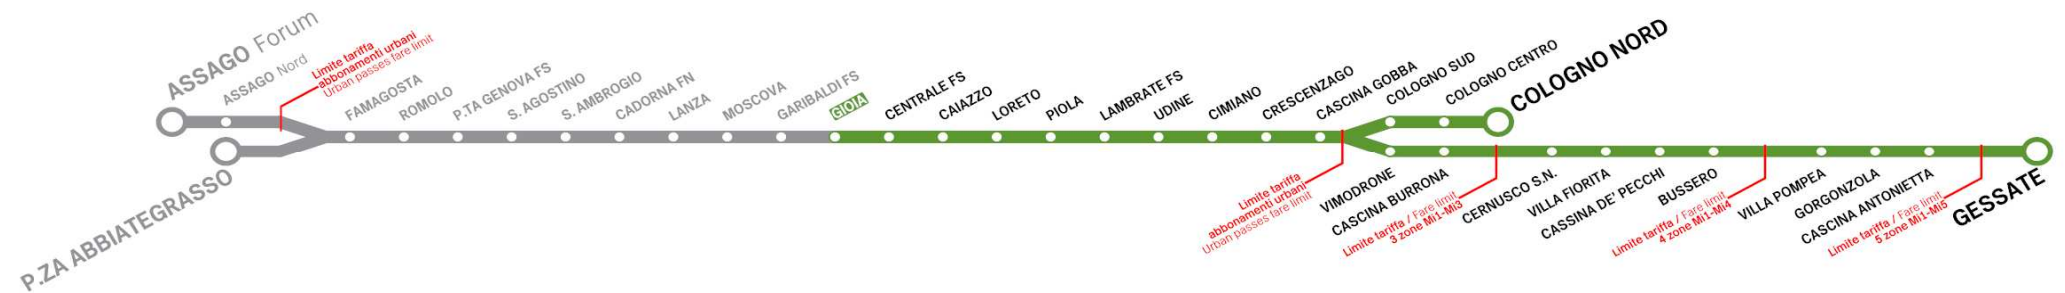 ASSAGO Forum
ASSAGO Nord
Limite tariffa
abbonamenti urbani
Urban passes fare limit
P.ZA ABBIATEGRASSO
FAMAGOSTA
ROMOLO
P.TA GENOVA FS
S. AGOSTINO
S. AMBROGIO
CADORNA FN
LANZA
MOSCOVA
GARIBALDI FS
GIOIA
CENTRALE FS
CAIAZZO
LORETO
PIOLA
LAMBRATE FS
UDINE
CIMIANO
CRESCENZAGO
CASCINA GOBBA
COLOGNO SUD
COLOGNO CENTRO
COLOGNO NORD
Limite tariffa
abbonamenti urbani
Urban passes fare limit
VIMODRONE
CASCINA BURRONA
Limite tariffa / Fare limit
3 zone Mi1-Mi3
CERNUSCO S.N.
VILLA FIORITA
CASSINA DE' PECCHI
BUSSERO
Limite tariffa / Fare limit
4 zone Mi1-Mi4
VILLA POMPEA
GORGONZOLA
CASCINA ANTONIETTA
Limite tariffa / Fare limit
5 zone Mi1-Mi5
GESSATE